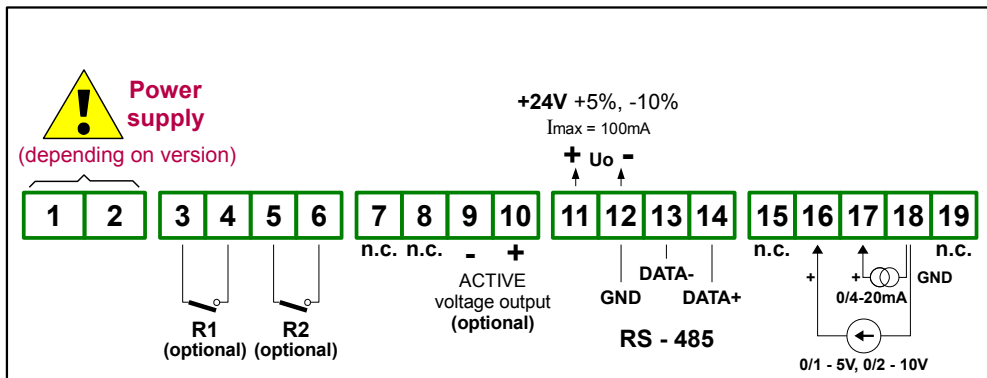 Power
supply
(depending on version)
+24V +5%, -10%
Imax = 100mA
+ Uo -
1 2 3 4 5 6 7 8 9 10 11 12 13 14 15 16 17 18 19
n.c. n.c. - + n.c. n.c.
R1
(optional)
R2
(optional)
ACTIVE
voltage output
(optional)
GND
DATA-
DATA+
RS - 485
+ +
GND
0/4-20mA
0/1 - 5V, 0/2 - 10V